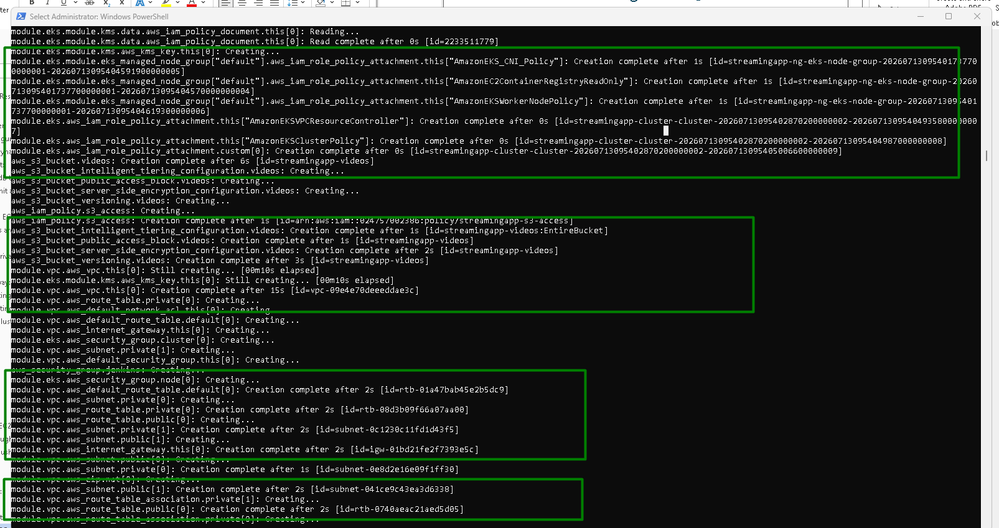 Select Administrator: Windows PowerShell
module.eks.module.kms.data.aws_iam_policy_document.this[0]: Reading...
module.eks.module.kms.data.aws_iam_policy_document.this[0]: Read complete after 0s [id=2233511779]
module.eks.module.kms.aws_kms_key.this[0]: Creating...
module.eks.module.eks_managed_node_group["default"].aws_iam_role_policy_attachment.this["AmazonEKS_CNI_Policy"]: Creation complete after 1s [id=streamingapp-ng-eks-node-group-20260713095401737700000001-20260713095404591900000005]
module.eks.module.eks_managed_node_group["default"].aws_iam_role_policy_attachment.this["AmazonEC2ContainerRegistryReadOnly"]: Creation complete after 1s [id=streamingapp-ng-eks-node-group-20260713095401737700000001-20260713095404570000000004]
module.eks.module.eks_managed_node_group["default"].aws_iam_role_policy_attachment.this["AmazonEKSWorkerNodePolicy"]: Creation complete after 1s [id=streamingapp-ng-eks-node-group-20260713095401737700000001-20260713095404619300000006]
module.eks.aws_iam_role_policy_attachment.this["AmazonEKSVPCResourceController"]: Creation complete after 0s [id=streamingapp-cluster-cluster-20260713095402870200000002-20260713095404935800000007]
module.eks.aws_iam_role_policy_attachment.this["AmazonEKSClusterPolicy"]: Creation complete after 0s [id=streamingapp-cluster-cluster-20260713095402870200000002-20260713095404987000000008]
module.eks.aws_iam_role_policy_attachment.custom[0]: Creation complete after 0s [id=streamingapp-cluster-cluster-20260713095402870200000002-20260713095405006600000009]
aws_s3_bucket.videos: Creation complete after 6s [id=streamingapp-videos]
aws_s3_bucket_intelligent_tiering_configuration.videos: Creating...
aws_s3_bucket_public_access_block.videos: Creating...
aws_s3_bucket_server_side_encryption_configuration.videos: Creating...
aws_s3_bucket_versioning.videos: Creating...
aws_iam_policy.s3_access: Creating...
aws_iam_policy.s3_access: Creation complete after 1s [id=arn:aws:iam::024757002386:policy/streamingapp-s3-access]
aws_s3_bucket_intelligent_tiering_configuration.videos: Creation complete after 1s [id=streamingapp-videos:EntireBucket]
aws_s3_bucket_public_access_block.videos: Creation complete after 1s [id=streamingapp-videos]
aws_s3_bucket_server_side_encryption_configuration.videos: Creation complete after 2s [id=streamingapp-videos]
aws_s3_bucket_versioning.videos: Creation complete after 3s [id=streamingapp-videos]
module.vpc.aws_vpc.this[0]: Still creating... [00m10s elapsed]
module.eks.module.kms.aws_kms_key.this[0]: Still creating... [00m10s elapsed]
module.vpc.aws_vpc.this[0]: Creation complete after 15s [id=vpc-09e4e70deeeddae3c]
module.vpc.aws_route_table.private[0]: Creating...
module.vpc.aws_default_network_acl.this[0]: Creating...
module.vpc.aws_default_route_table.default[0]: Creating...
module.vpc.aws_internet_gateway.this[0]: Creating...
module.eks.aws_security_group.cluster[0]: Creating...
module.vpc.aws_subnet.private[1]: Creating...
module.vpc.aws_default_security_group.this[0]: Creating...
aws_security_group.jenkins: Creating...
module.eks.aws_security_group.node[0]: Creating...
module.vpc.aws_default_route_table.default[0]: Creation complete after 2s [id=rtb-01a47bab45e2b5dc9]
module.vpc.aws_subnet.private[0]: Creating...
module.vpc.aws_route_table.private[0]: Creation complete after 2s [id=rtb-08d3b09f66a07aa00]
module.vpc.aws_route_table.public[0]: Creating...
module.vpc.aws_subnet.private[1]: Creation complete after 2s [id=subnet-0c1230c11fd1d43f5]
module.vpc.aws_subnet.public[1]: Creating...
module.vpc.aws_internet_gateway.this[0]: Creation complete after 2s [id=igw-01bd21fe2f7393e5c]
module.vpc.aws_subnet.public[0]: Creating...
module.vpc.aws_subnet.private[0]: Creation complete after 1s [id=subnet-0e8d2e16e09f1ff30]
module.vpc.aws_eip.nat[0]: Creating...
module.vpc.aws_subnet.public[1]: Creation complete after 2s [id=subnet-041ce9c43ea3d6338]
module.vpc.aws_route_table_association.private[1]: Creating...
module.vpc.aws_route_table.public[0]: Creation complete after 2s [id=rtb-0740aeac21aed5d05]
module.vpc.aws_route_table_association.private[0]: Creating...